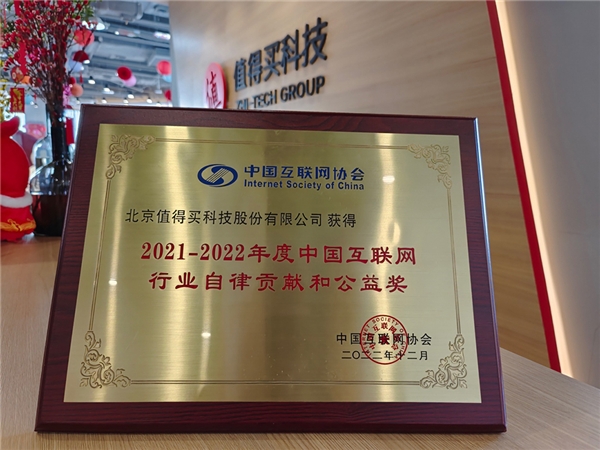 值得买科技
值
ZHI-TECH GROUP
中国互联网协会
Internet Society of China
北京值得买科技股份有限公司 获得
2021-2022年度中国互联网
行业自律贡献和公益奖
中国互联网协会
二〇二二年十二月